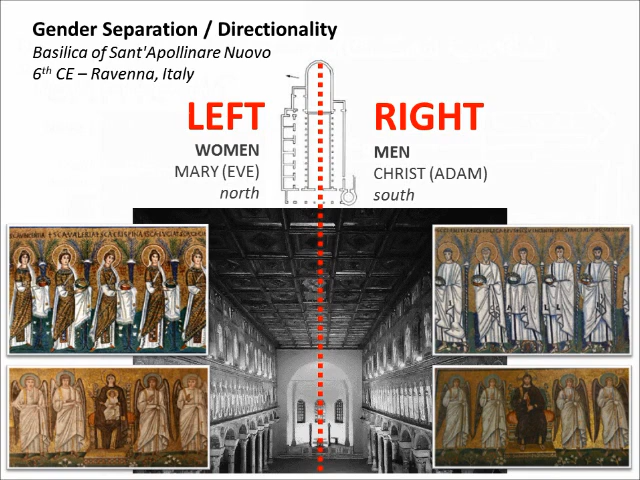 Gender Separation / Directionality
Basilica of Sant'Apollinare Nuovo
6th CE – Ravenna, Italy
LEFT
WOMEN
MARY (EVE)
north
RIGHT
MEN
CHRIST (ADAM)
south